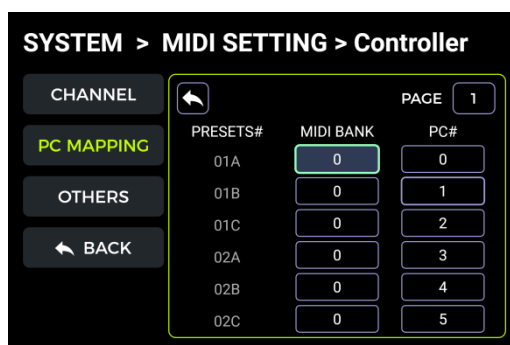 SYSTEM > MIDI SETTING > Controller
CHANNEL
PC MAPPING
OTHERS
BACK
PAGE 1
PRESETS# MIDI BANK PC#
01A 0 0
01B 0 1
01C 0 2
02A 0 3
02B 0 4
02C 0 5